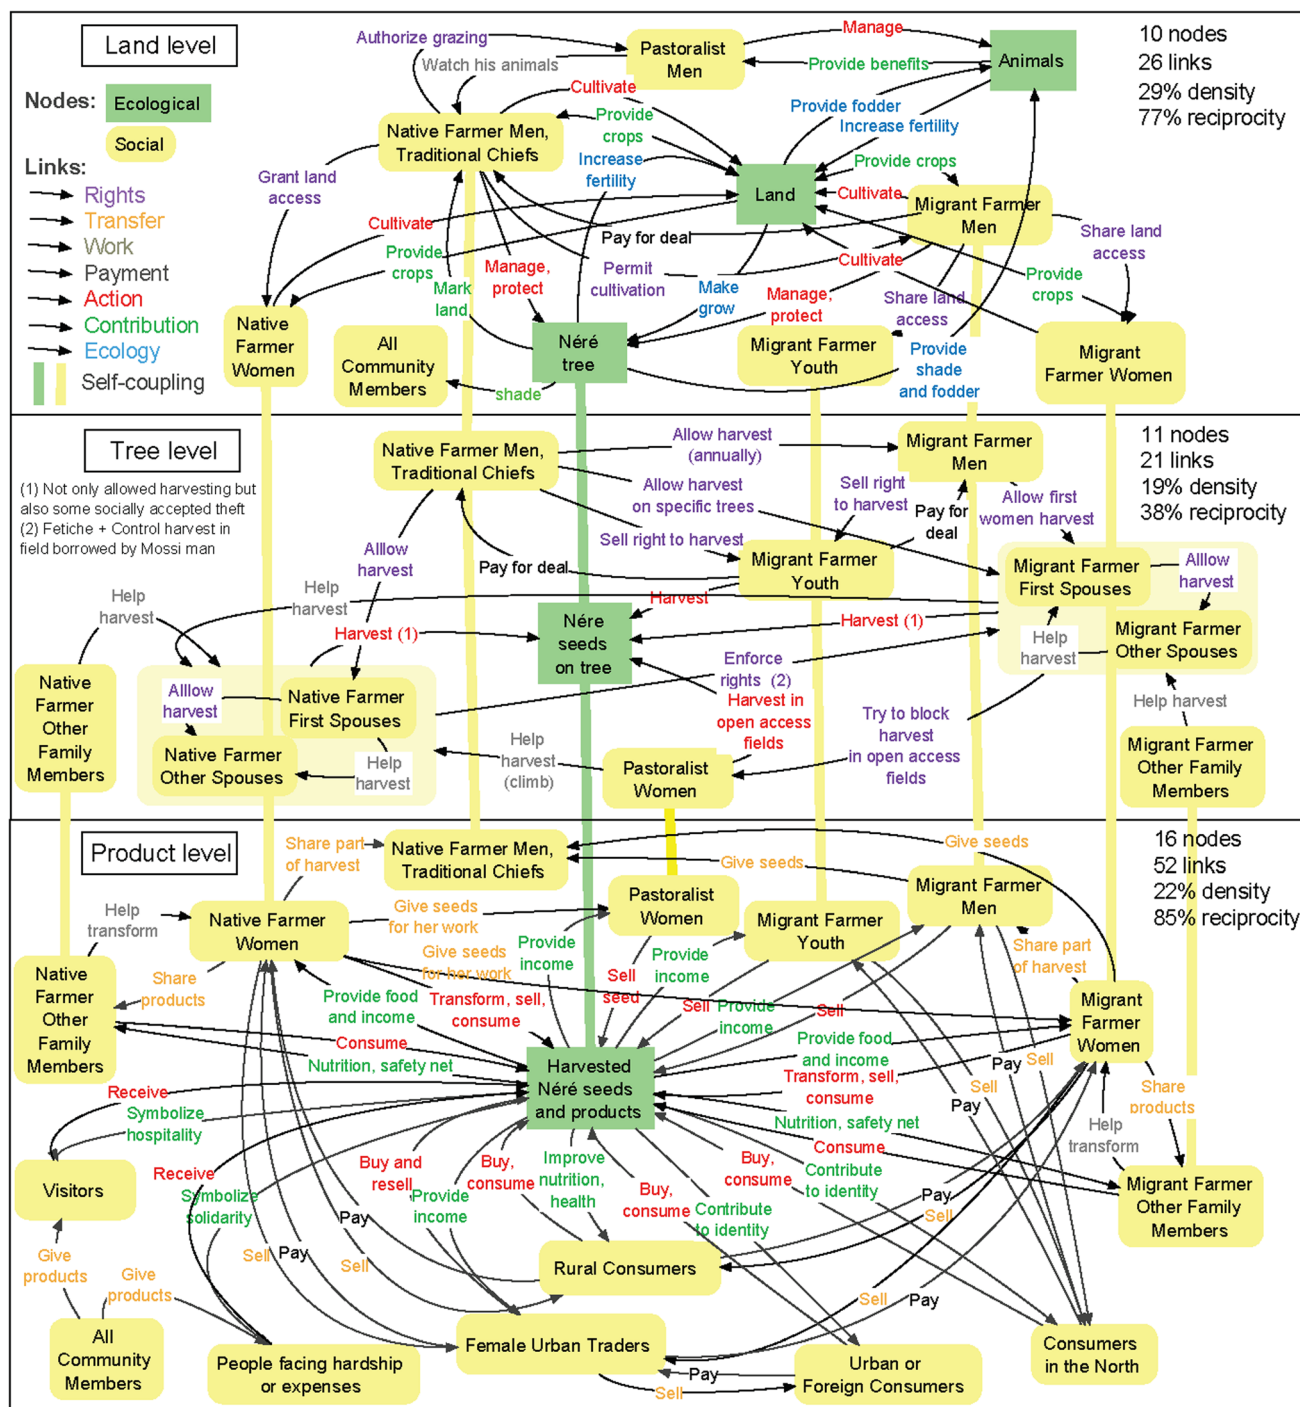 Land level
10 nodes
26 links
29% density
77% reciprocity
Nodes:
Ecological
Social
Links:
Rights
Transfer
Work
Payment
Action
Contribution
Ecology
Self-coupling
Authorize grazing
Watch his animals
Pastoralist
Men
Manage
Provide benefits
Animals
Cultivate
Provide
crops
Native Farmer Men,
Traditional Chiefs
Provide fodder
Increase fertility
Increase
fertility
Provide crops
Grant land
access
Land
Cultivate
Migrant Farmer
Men
Cultivate
Pay for deal
Share land
access
Provide
crops
Manage,
protect
Permit
cultivation
Cultivate
Mark
land
Make
grow
Manage,
protect
Share land
access
Provide
crops
Native
Farmer
Women
All
Community
Members
Néré
tree
Migrant Farmer
Youth
Provide
shade
and fodder
Migrant
Farmer Women
shade
Tree level
11 nodes
21 links
19% density
38% reciprocity
(1) Not only allowed harvesting but
also some socially accepted theft
(2) Fetiche + Control harvest in
field borrowed by Mossi man
Native Farmer Men,
Traditional Chiefs
Allow harvest
(annually)
Migrant Farmer
Men
Allow harvest
on specific trees
Sell right
to harvest
Allow first
women harvest
Pay for
deal
Alllow
harvest
Sell right to harvest
Pay for deal
Migrant Farmer
Youth
Migrant Farmer
First Spouses
Allow
harvest
Help
harvest
Help
harvest
Harvest
Harvest (1)
Nére
seeds
on tree
Harvest (1)
Help
harvest
Migrant Farmer
Other Spouses
Enforce
rights (2)
Native
Farmer
Other
Family
Members
Alllow
harvest
Native Farmer
First Spouses
Harvest in
open access
fields
Try to block
harvest
in open access
fields
Help harvest
Native Farmer
Other Spouses
Help
harvest
Help
harvest
(climb)
Pastoralist
Women
Migrant Farmer
Other Family
Members
Product level
16 nodes
52 links
22% density
85% reciprocity
Share part
of harvest
Native Farmer Men,
Traditional Chiefs
Give seeds
Give seeds
Help
transform
Native Farmer
Women
Give seeds
for her work
Pastoralist
Women
Migrant Farmer
Youth
Migrant Farmer
Men
Give seeds
for her work
Provide
income
Provide
income
Share part
of harvest
Share
products
Sell
seed
Native
Farmer
Other
Family
Members
Provide food
and income
Transform, sell,
consume
Sell
Provide
income
Sell
Migrant
Farmer
Women
Consume
Nutrition, safety net
Harvested
Néré seeds
and products
Provide food
and income
Pay
Sell
Transform, sell,
consume
Sell
Pay
Share
products
Receive
Symbolize
hospitality
Nutrition, safety net
Consume
Help
transform
Visitors
Receive
Symbolize
solidarity
Buy and
resell
Provide
income
Buy,
consume
Improve
nutrition,
health
Buy,
consume
Buy,
consume
Contribute
to identity
Contribute
to identity
Migrant Farmer
Other Family
Members
Pay
Sell
Pay
Sell
Pay
Sell
Give
products
Give
products
Rural Consumers
Sell
Pay
All
Community
Members
People facing hardship
or expenses
Female Urban Traders
Pay
Sell
Urban or
Foreign Consumers
Consumers
in the North